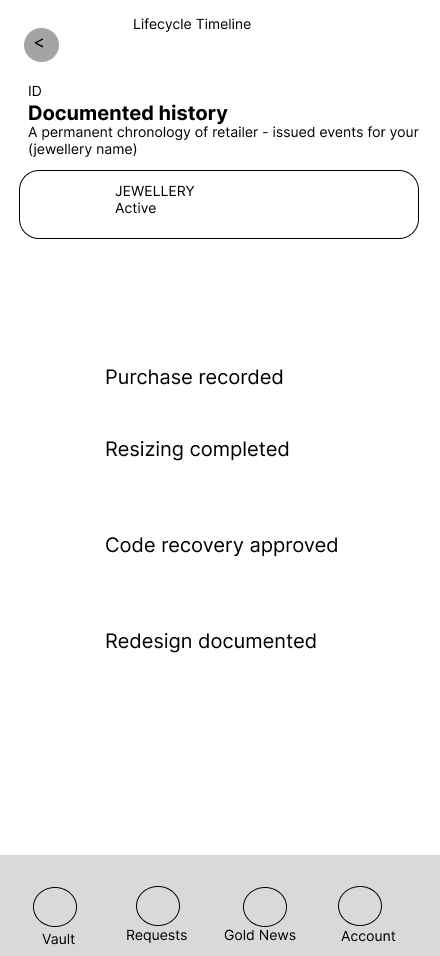 Lifecycle Timeline
<
ID
Documented history
A permanent chronology of retailer - issued events for your
(jewellery name)
JEWELLERY
Active
Purchase recorded
Resizing completed
Code recovery approved
Redesign documented
Vault
Requests
Gold News
Account